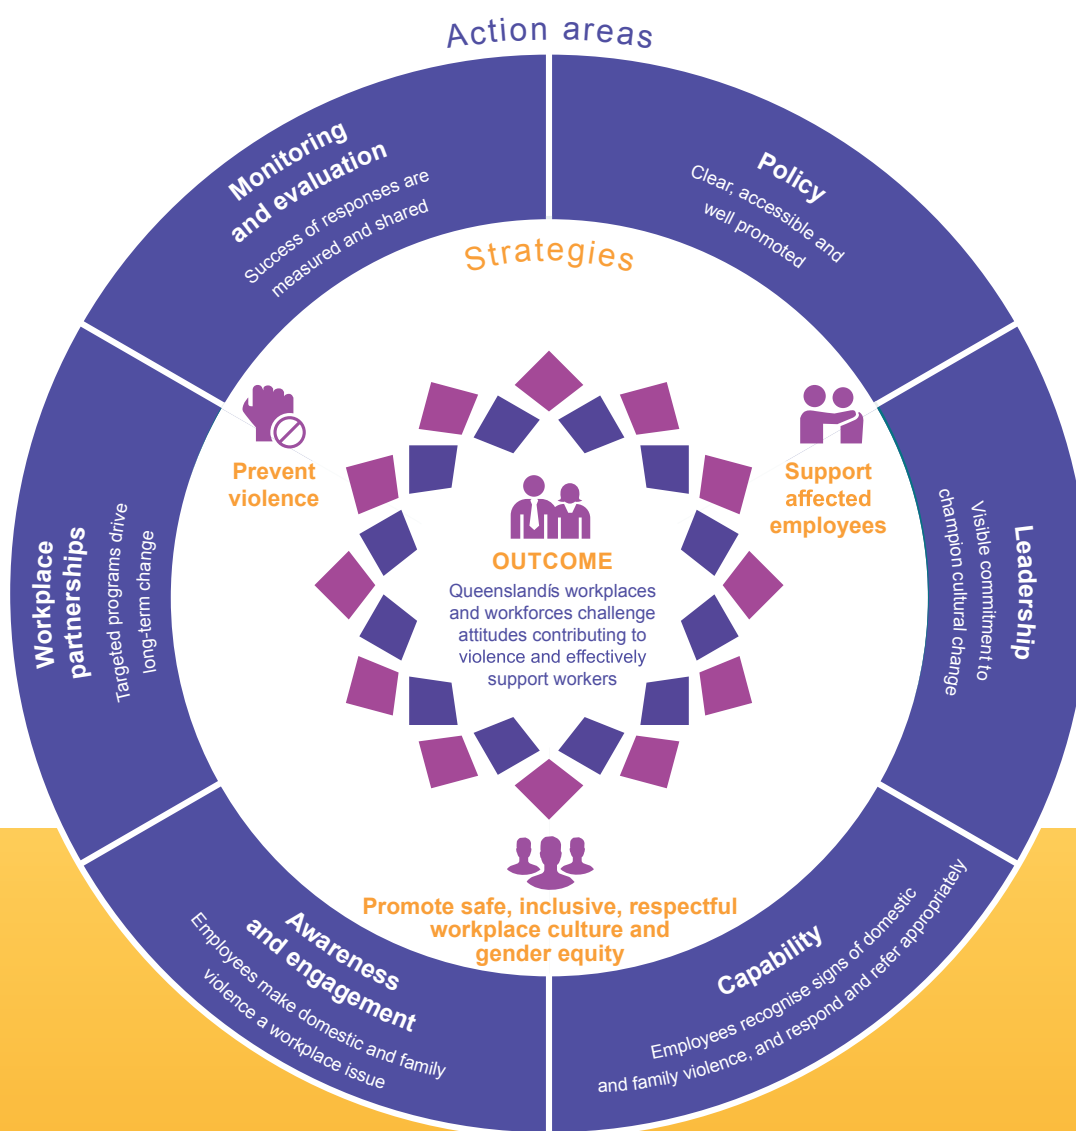 Action areas
Monitoring
and evaluation
Success of responses are
measured and shared
Policy
Clear, accessible and
well promoted
Strategies
Prevent
violence
Support
affected
employees
OUTCOME
Queenslandís workplaces
and workforces challenge
attitudes contributing to
violence and effectively
support workers
Workplace
partnerships
Targeted programs drive
long-term change
Leadership
Visible commitment to
champion cultural change
Promote safe, inclusive, respectful
workplace culture and
gender equity
Awareness
and engagement
Employees make domestic and family
violence a workplace issue
Capability
Employees recognise signs of domestic
and family violence, and respond and refer appropriately